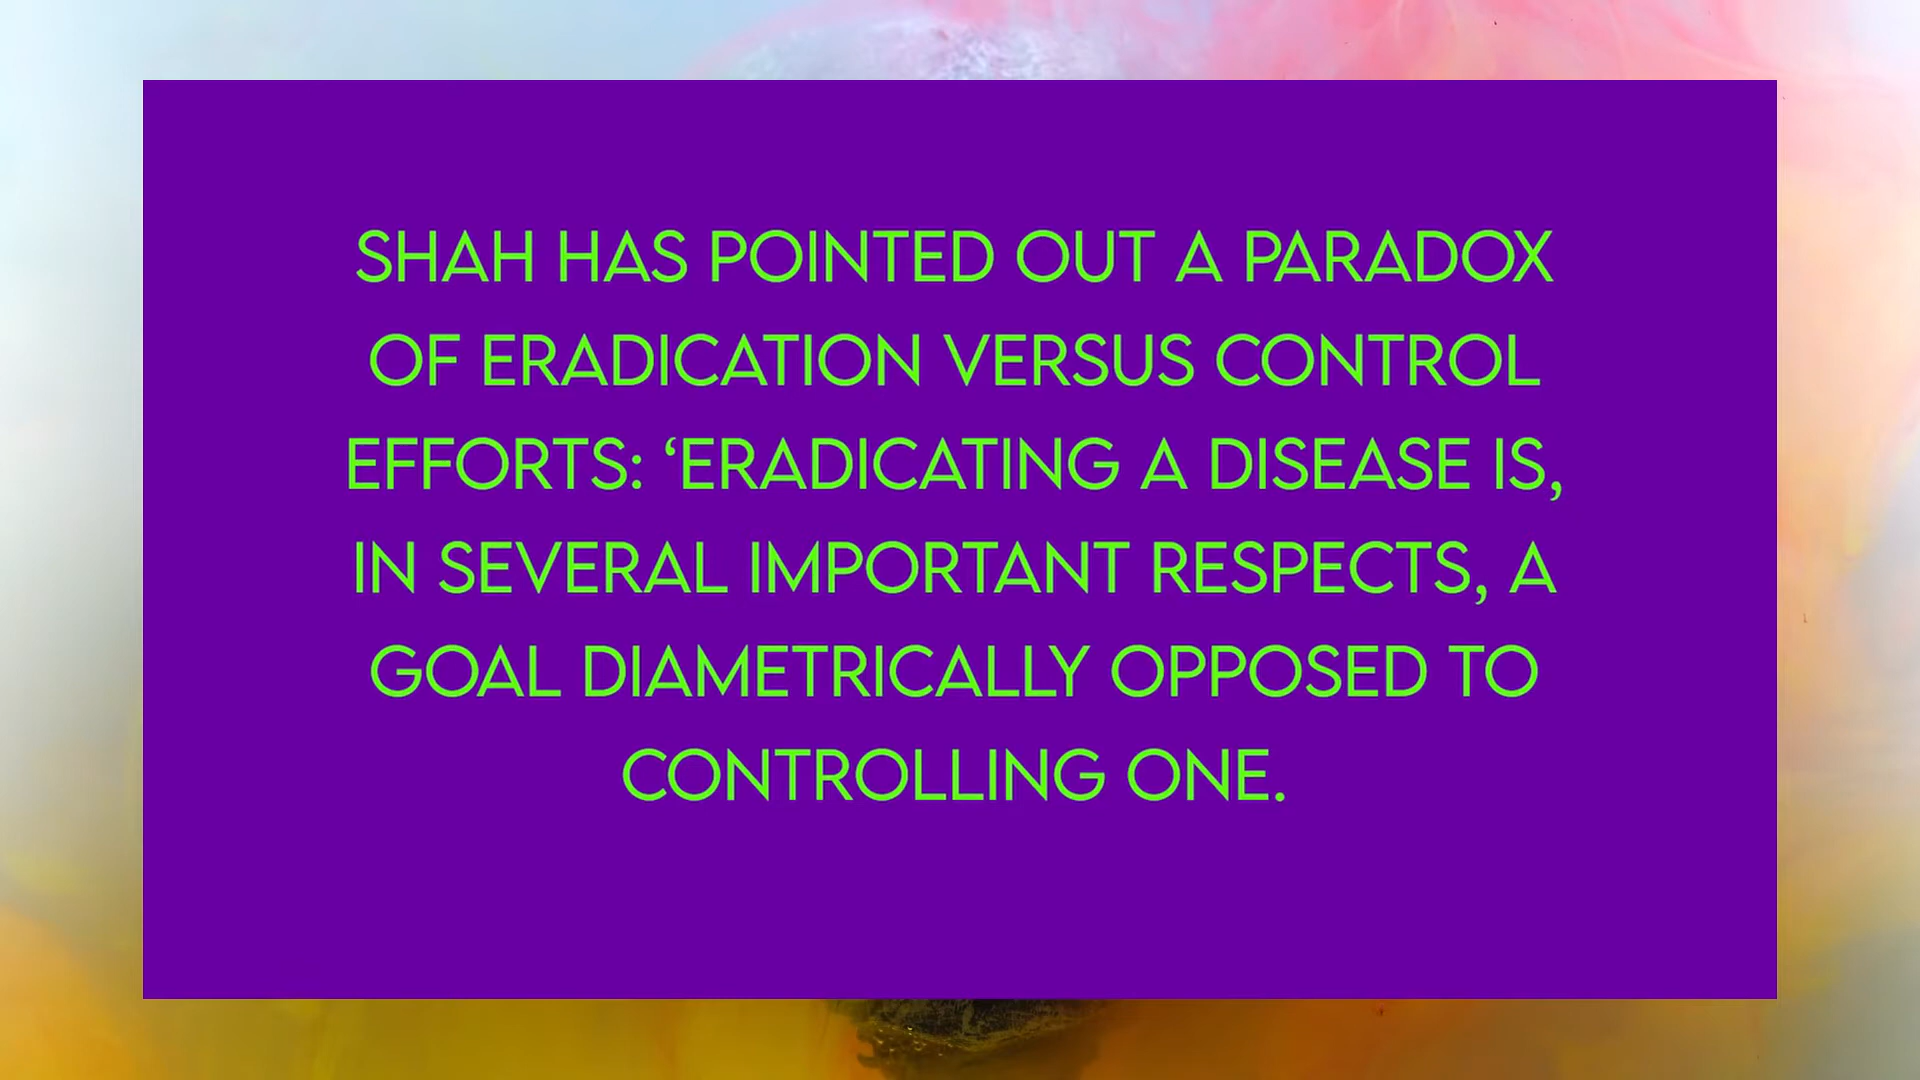 SHAH HAS POINTED OUT A PARADOX
OF ERADICATION VERSUS CONTROL
EFFORTS: ‘ERADICATING A DISEASE IS,
IN SEVERAL IMPORTANT RESPECTS, A
GOAL DIAMETRICALLY OPPOSED TO
CONTROLLING ONE.